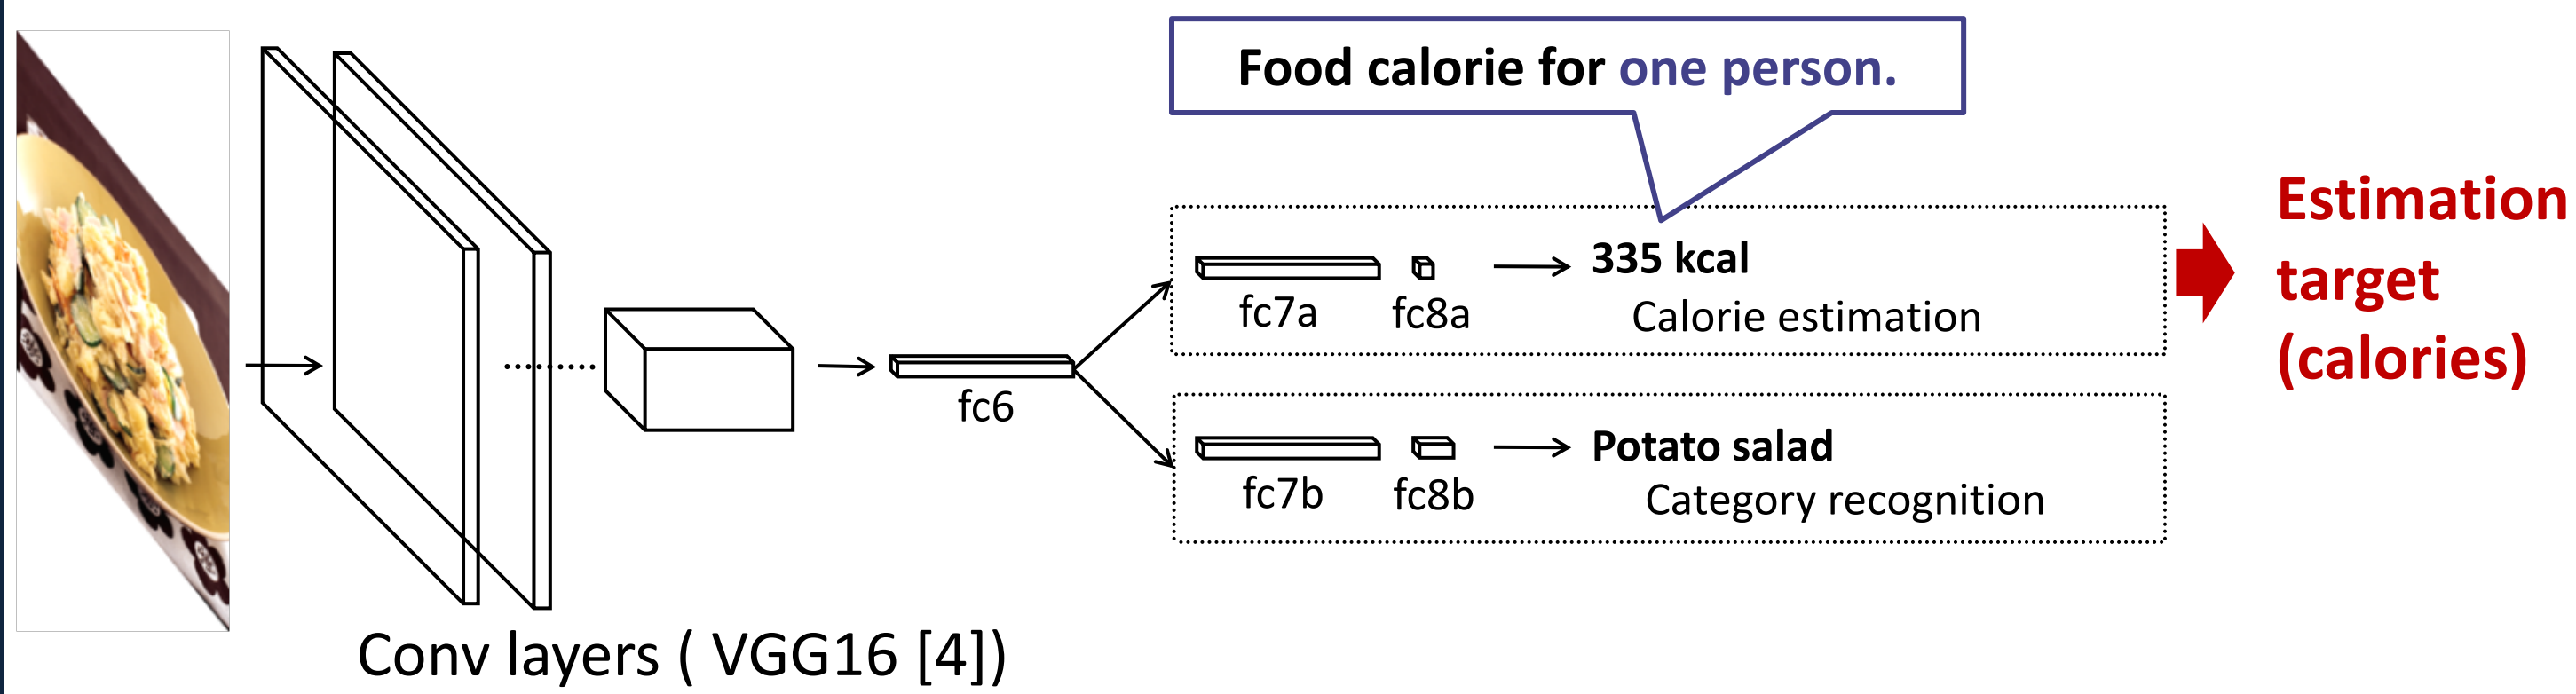 Food calorie for one person.
335 kcal
fc7a
fc8a
Calorie estimation
Estimation
target
(calories)
fc6
Potato salad
fc7b
fc8b
Category recognition
Conv layers ( VGG16 [4])